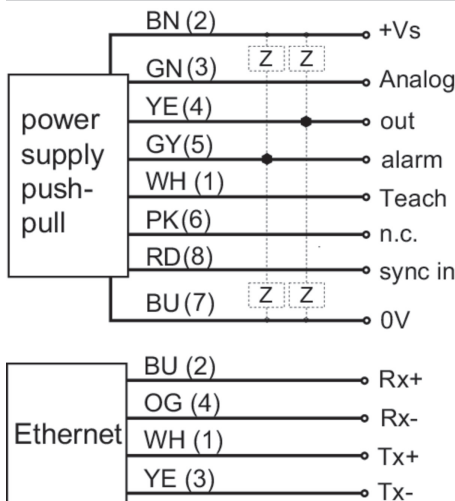 BN (2) +Vs
Z Z
GN(3) Analog
YE(4) out
GY(5) alarm
WH (1) Teach
PK(6) n.c.
RD(8) sync in
Z Z
BU(7) 0V
power
supply
push-
pull
BU (2) Rx+
OG (4) Rx-
WH (1) Tx+
YE (3) Tx-
Ethernet